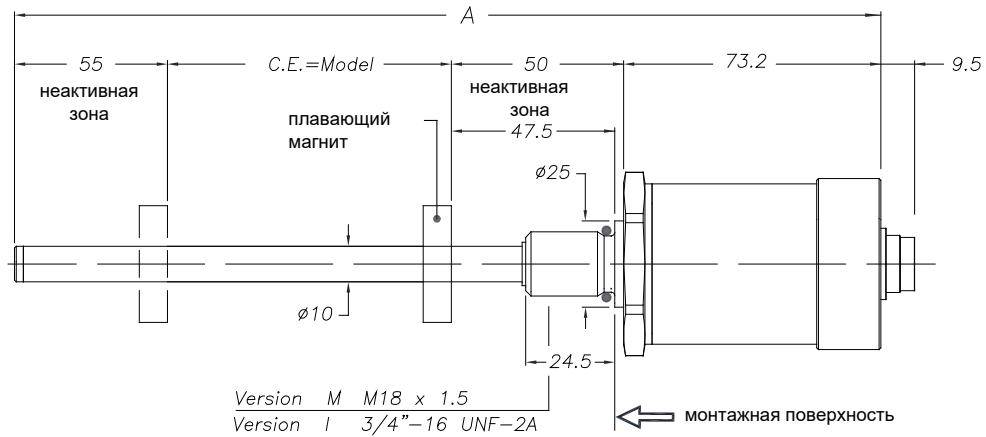 A
55
C.E.=Model
50
73.2
9.5
неактивная
зона
неактивная
зона
плавающий
магнит
47.5
ø25
ø10
24.5
Version M M18 x 1.5
Version I 3/4"-16 UNF-2A
монтажная поверхность